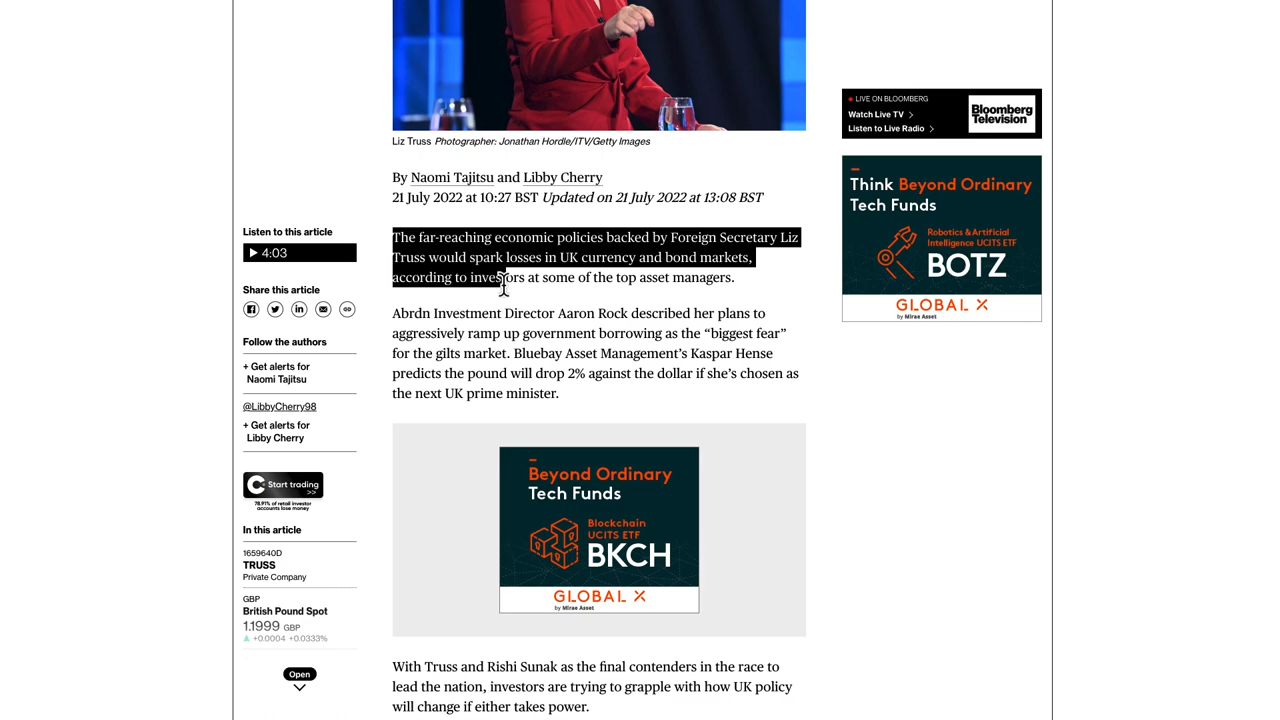 Liz Truss Photographer: Jonathan Hordle/ITV/Getty Images
By Naomi Tajitsu and Libby Cherry
21 July 2022 at 10:27 BST Updated on 21 July 2022 at 13:08 BST
The far-reaching economic policies backed by Foreign Secretary Liz
Truss would spark losses in UK currency and bond markets,
according to investors at some of the top asset managers.
Abrdn Investment Director Aaron Rock described her plans to
aggressively ramp up government borrowing as the “biggest fear”
for the gilts market. Bluebay Asset Management’s Kaspar Hense
predicts the pound will drop 2% against the dollar if she’s chosen as
the next UK prime minister.
Beyond Ordinary
Tech Funds
Blockchain
UCITS ETF
BKCH
GLOBAL X
by Mirae Asset
With Truss and Rishi Sunak as the final contenders in the race to
lead the nation, investors are trying to grapple with how UK policy
will change if either takes power.
Listen to this article
4:03
Share this article
Follow the authors
+ Get alerts for
Naomi Tajitsu
@LibbyCherry98
+ Get alerts for
Libby Cherry
Start trading
>>
78.91% of retail investor
accounts lose money
In this article
1659640D
TRUSS
Private Company
GBP
British Pound Spot
1.1999 GBP
+0.0004 +0.0333%
Open
LIVE ON BLOOMBERG
Watch Live TV
Listen to Live Radio
Bloomberg
Television
Think Beyond Ordinary
Tech Funds
Robotics & Artificial
Intelligence UCITS ETF
BOTZ
GLOBAL X
by Mirae Asset